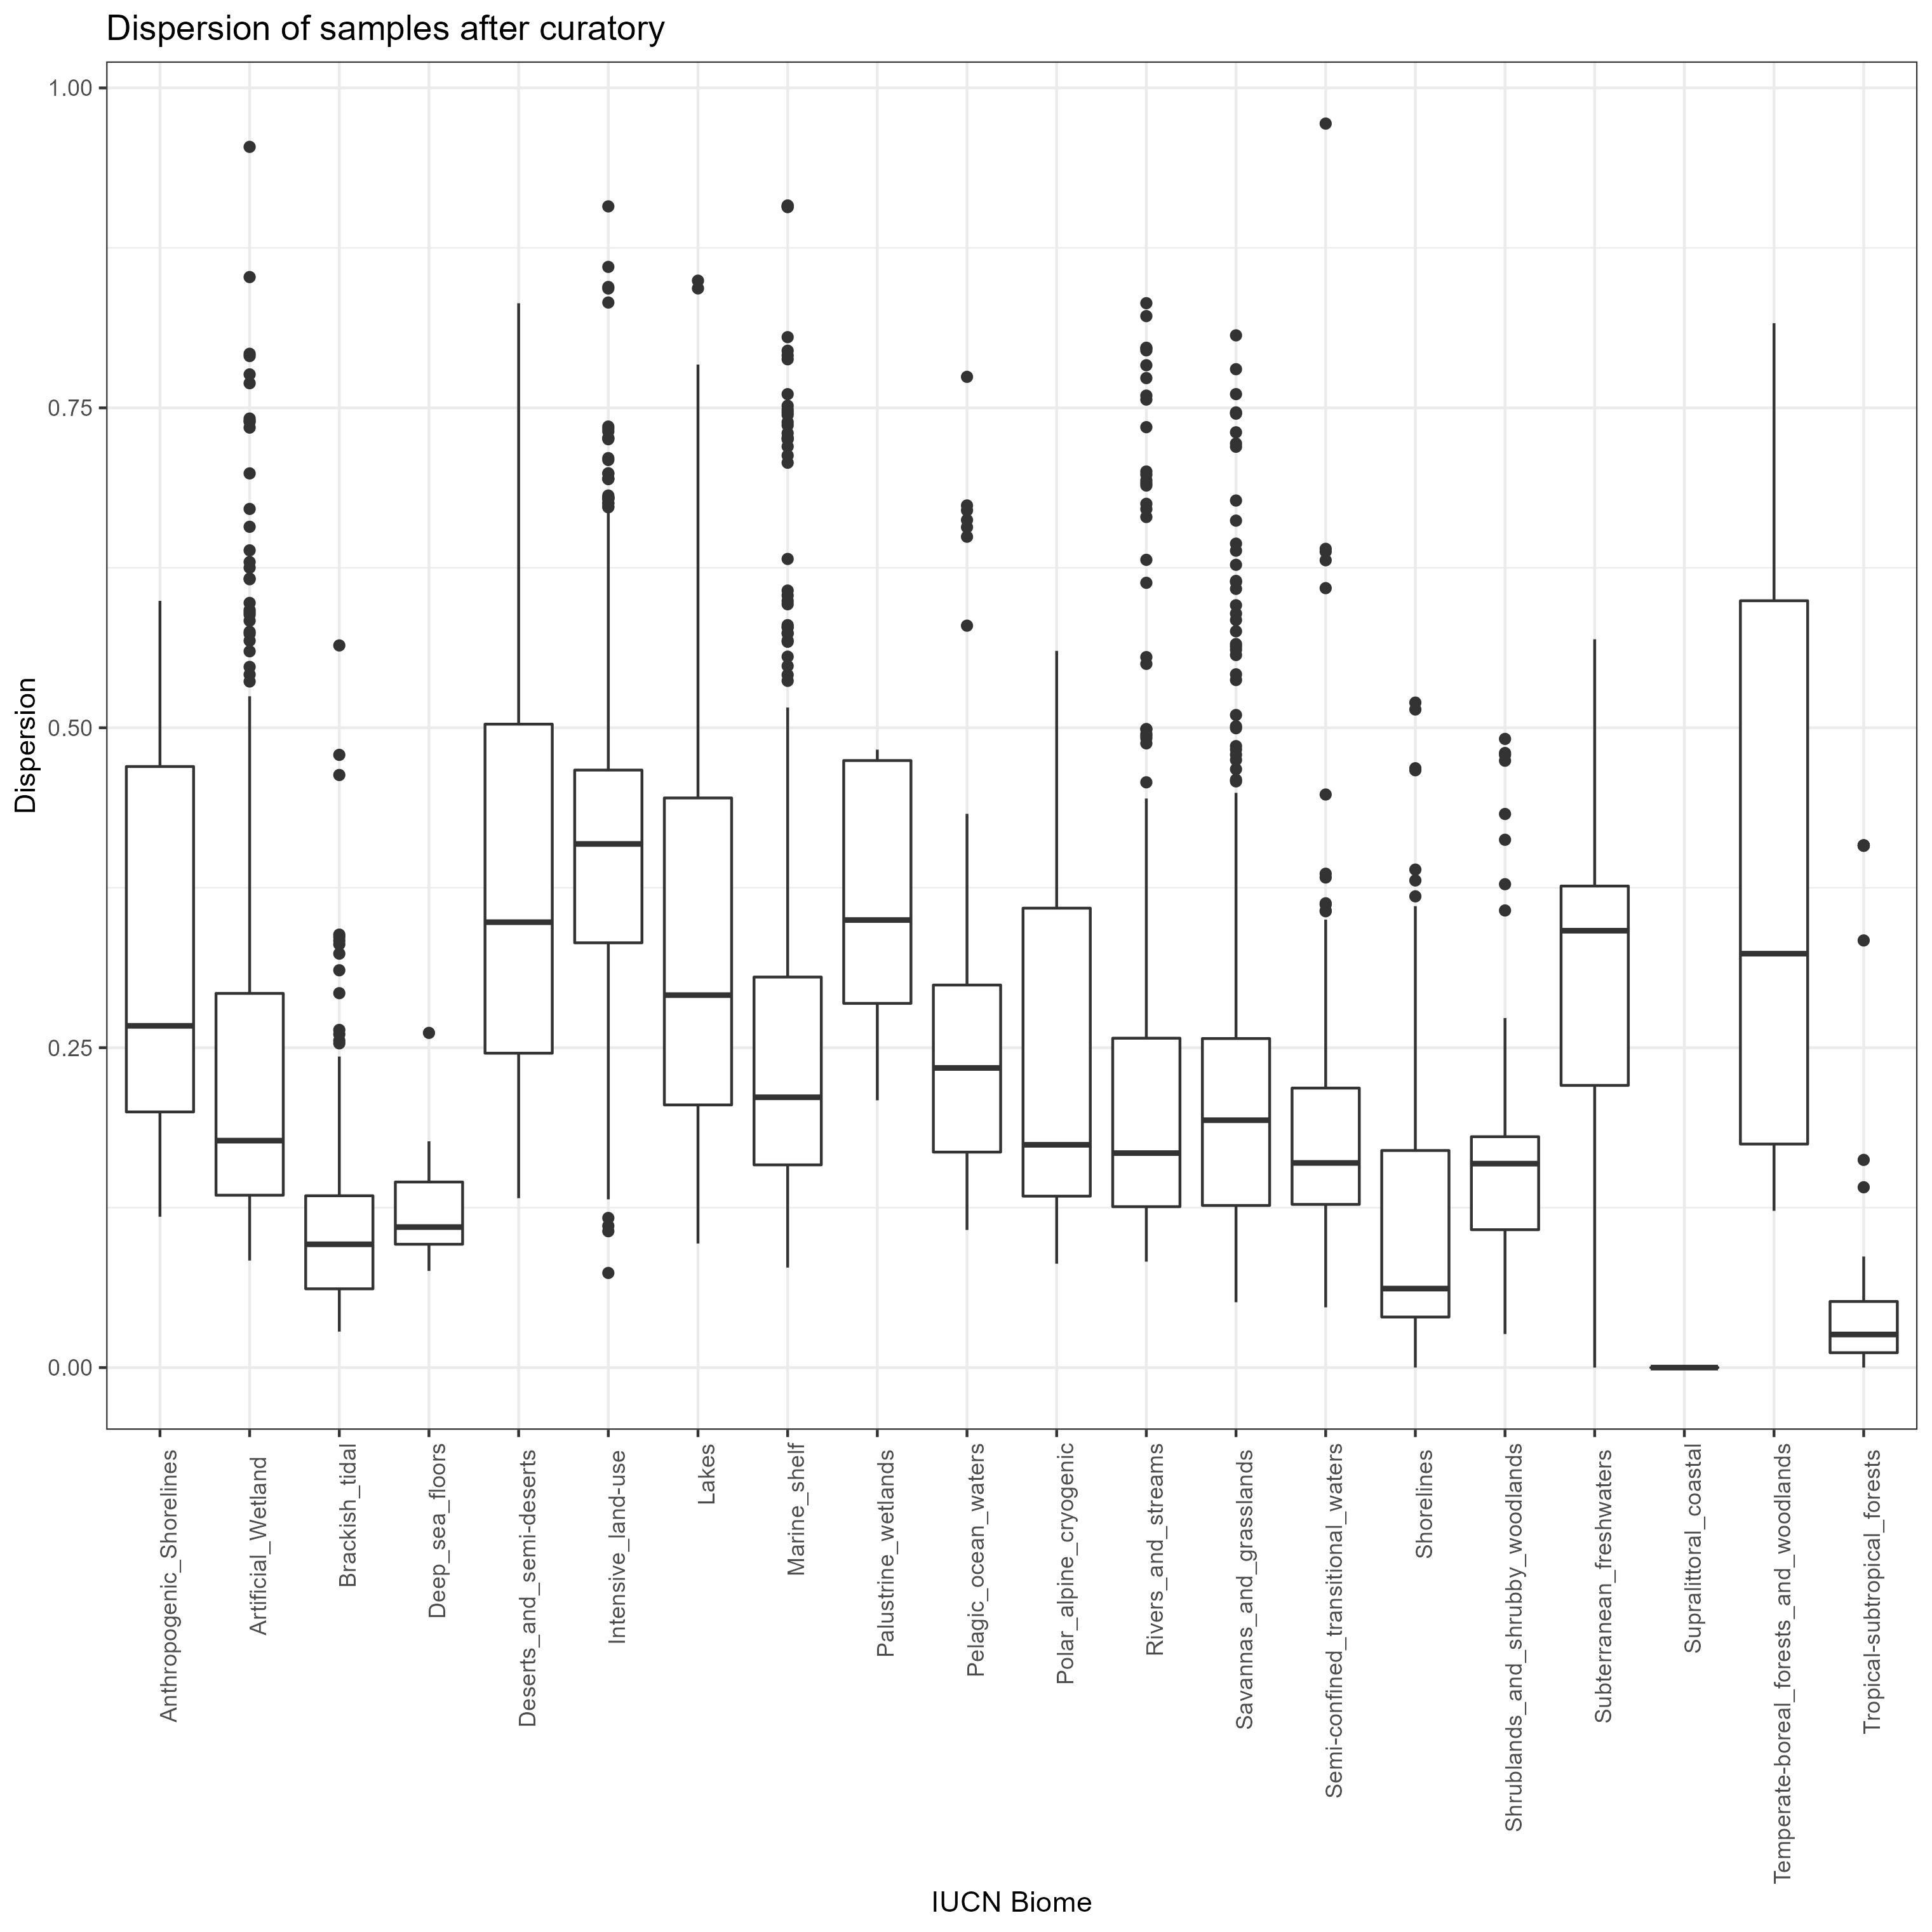 Dispersion of samples after curatory
1.00
0.75
0.50
0.25
0.00
Dispersion
Anthropogenic_Shorelines
Artificial_Wetland
Brackish_tidal
Deep_sea_floors
Deserts_and_semi-deserts
Intensive_land-use
Lakes
Marine_shelf
Palustrine_wetlands
Pelagic_ocean_waters
Polar_alpine_cryogenic
Rivers_and_streams
Savannas_and_grasslands
Semi-confined_transitional_waters
Shorelines
Shrublands_and_shrubby_woodlands
Subterranean_freshwaters
Supralittoral_coastal
Temperate-boreal_forests_and_woodlands
Tropical-subtropical_forests
IUCN Biome